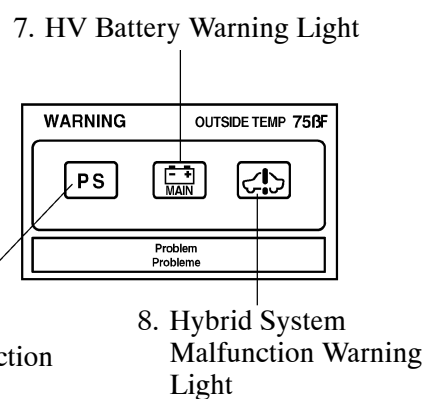 7. HV Battery Warning Light
WARNING OUTSIDE TEMP 75ßF
PS
- +
MAIN
!
Problem
Probleme
8. Hybrid System
Malfunction Warning
Light
ction